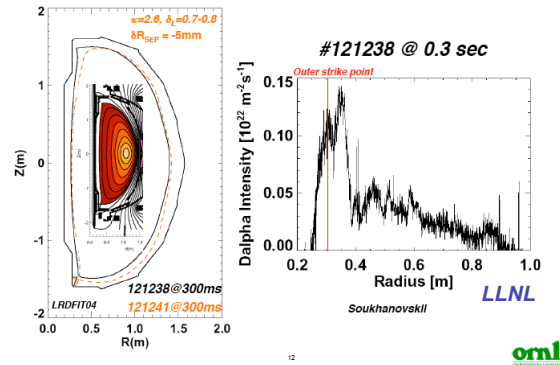 κ=2.6, δL=0.7-0.8
δRSEP = -5mm
2
1
0
-1
-2
Z(m)
0.0 0.5 1.0 1.5 2.0
R(m)
LRDFIT04
121238@300ms
121241@300ms
#121238 @ 0.3 sec
Outer strike point
0.15
0.10
0.05
0.00
Dalpha Intensity [10²² m⁻²s⁻¹]
0.2 0.4 0.6 0.8 1.0
Radius [m]
Soukhanovskii
LLNL
12
ornl